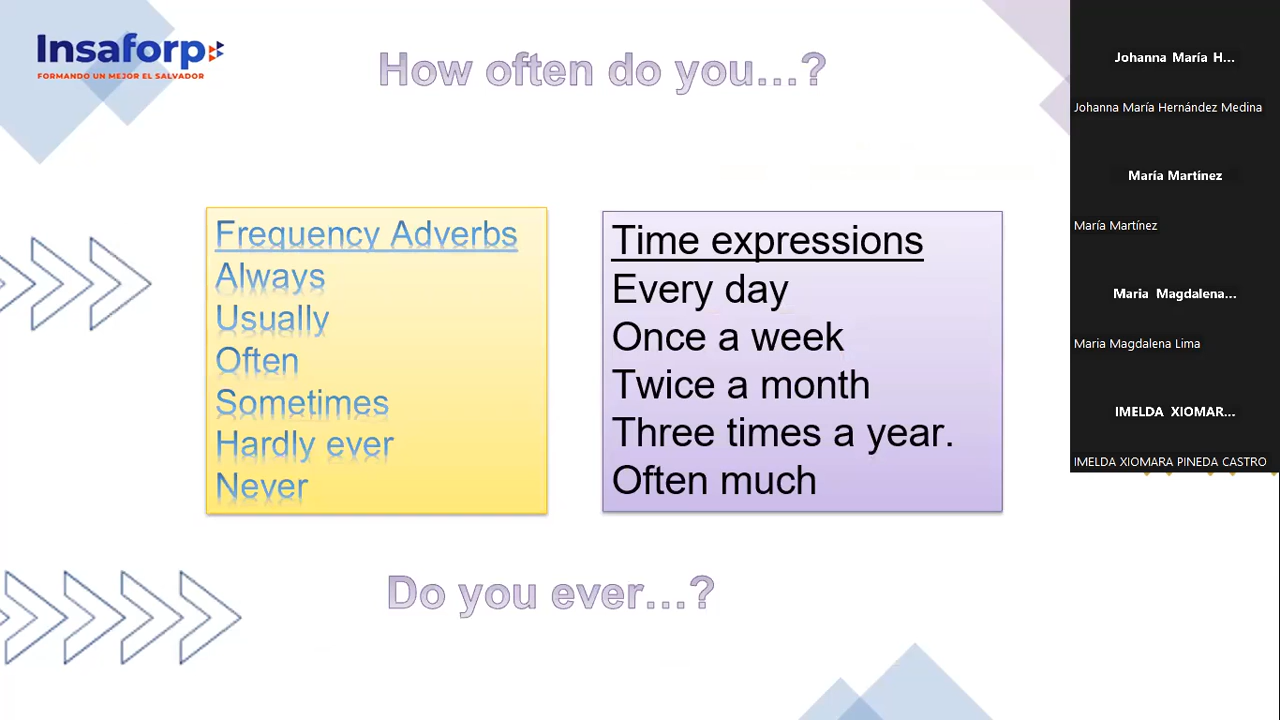 Insaforp
FORMANDO UN MEJOR EL SALVADOR
How often do you...?
Frequency Adverbs
Always
Usually
Often
Sometimes
Hardly ever
Never
Time expressions
Every day
Once a week
Twice a month
Three times a year.
Often much
Do you ever...?
Johanna María H...
Johanna María Hernández Medina
María Martínez
María Martínez
Maria Magdalena...
Maria Magdalena Lima
IMELDA XIOMAR...
IMELDA XIOMARA PINEDA CASTRO